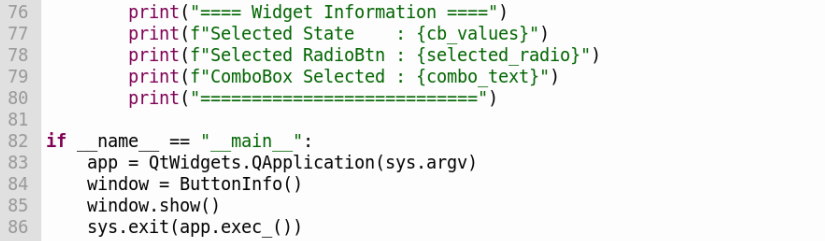 76         print("==== Widget Information ====")
77         print(f"Selected State    : {cb_values}")
78         print(f"Selected RadioBtn : {selected_radio}")
79         print(f"ComboBox Selected : {combo_text}")
80         print("===========================")
81
82 if __name__ == "__main__":
83     app = QtWidgets.QApplication(sys.argv)
84     window = ButtonInfo()
85     window.show()
86     sys.exit(app.exec_())